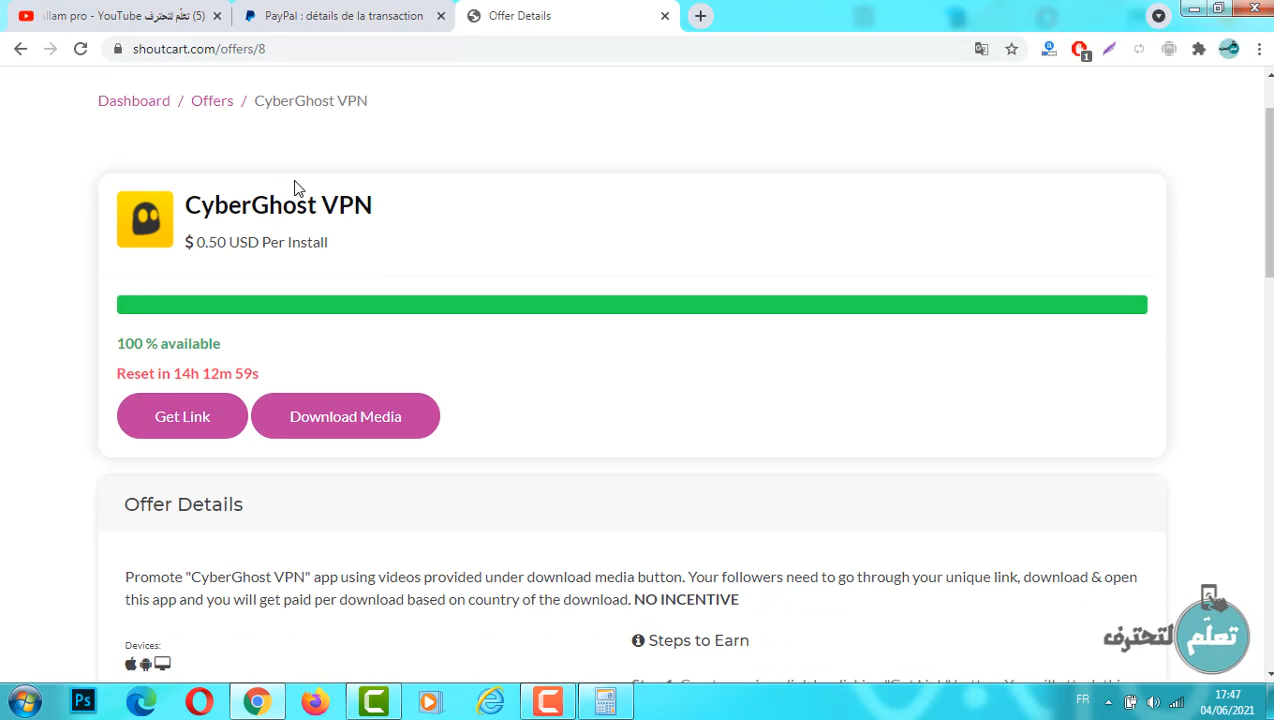 (5) تعلّم لتحترف YouTube - ullam pro
PayPal : détails de la transaction
Offer Details
shoutcart.com/offers/8
1
Dashboard / Offers / CyberGhost VPN
CyberGhost VPN
$ 0.50 USD Per Install
100 % available
Reset in 14h 12m 59s
Get Link
Download Media
Offer Details
Promote "CyberGhost VPN" app using videos provided under download media button. Your followers need to go through your unique link, download & open
this app and you will get paid per download based on country of the download. NO INCENTIVE
Devices:
Steps to Earn
تعلّم لتحترف
Ps
FR
17:47
04/06/2021